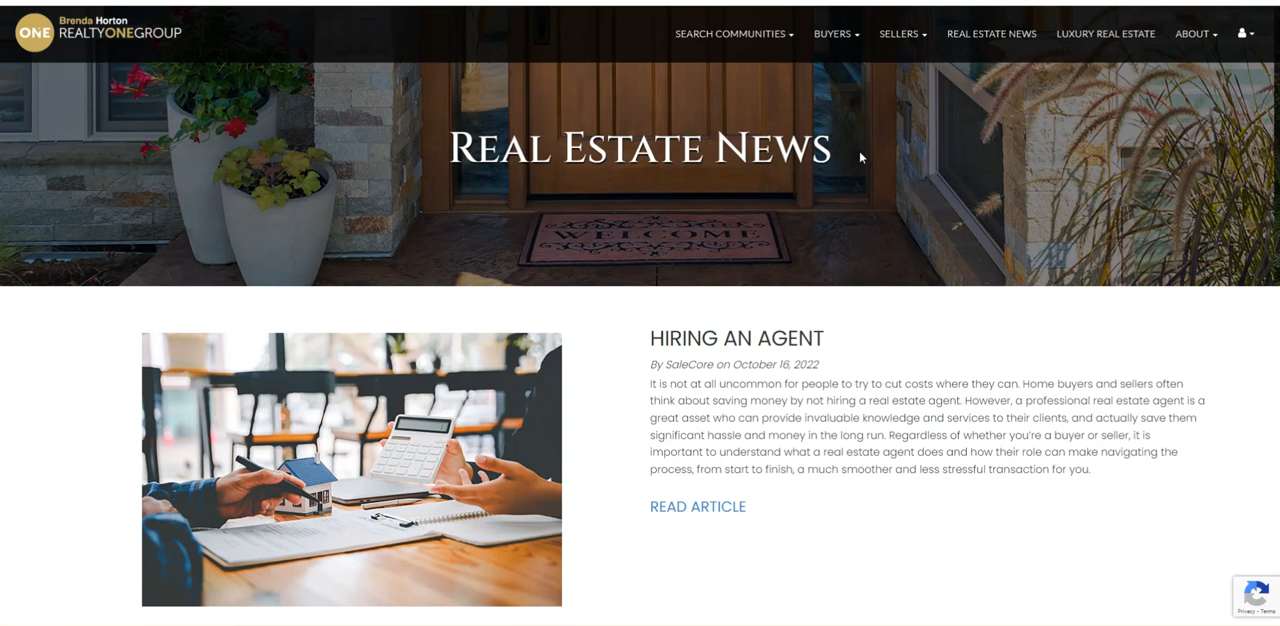 Brenda Horton
ONE REALTYONEGROUP
SEARCH COMMUNITIES BUYERS SELLERS REAL ESTATE NEWS LUXURY REAL ESTATE ABOUT
REAL ESTATE NEWS
WELCOME
HIRING AN AGENT
By SaleCore on October 16, 2022
It is not at all uncommon for people to try to cut costs where they can. Home buyers and sellers often
think about saving money by not hiring a real estate agent. However, a professional real estate agent is a
great asset who can provide invaluable knowledge and services to their clients, and actually save them
significant hassle and money in the long run. Regardless of whether you're a buyer or seller, it is
important to understand what a real estate agent does and how their role can make navigating the
process, from start to finish, a much smoother and less stressful transaction for you.
READ ARTICLE
Privacy - Terms